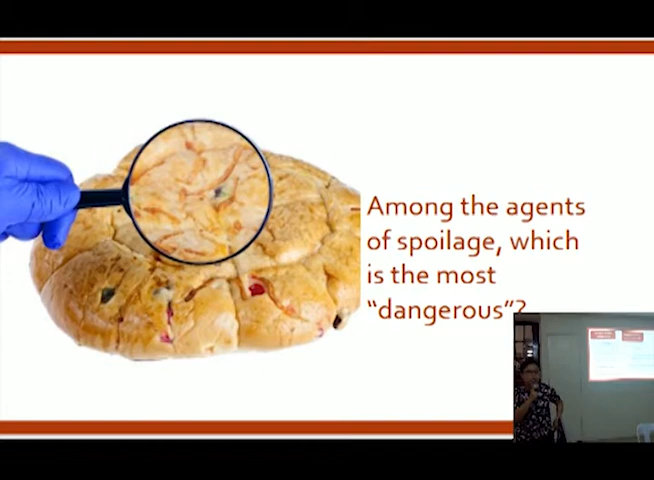 Among the agents
of spoilage, which
is the most
“dangerous”?